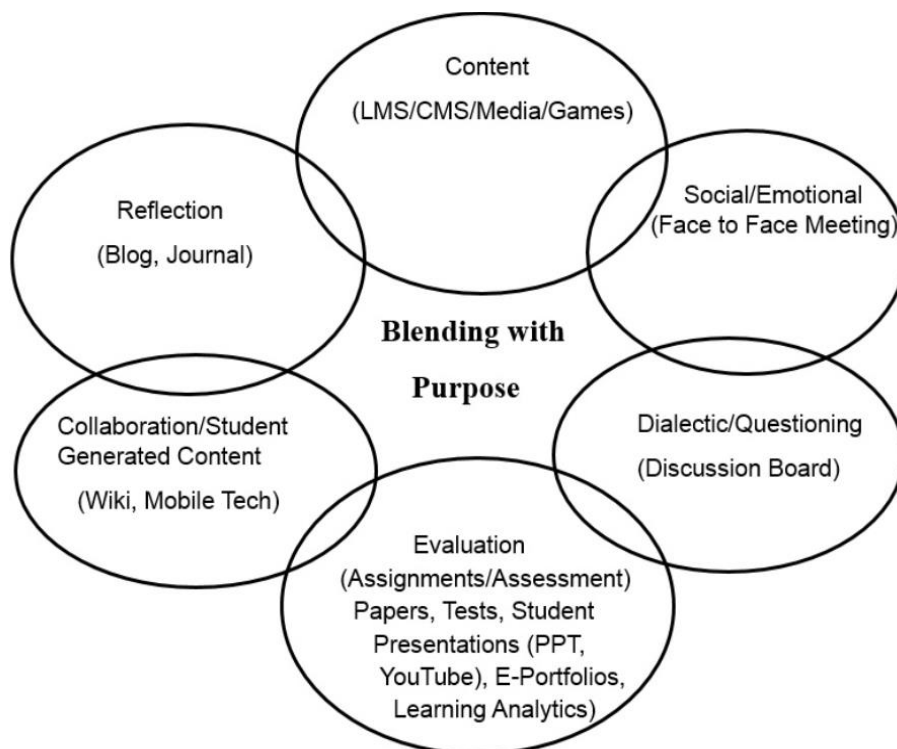 Content
(LMS/CMS/Media/Games)
Social/Emotional
(Face to Face Meeting)
Reflection
(Blog, Journal)
Blending with
Purpose
Collaboration/Student
Generated Content
(Wiki, Mobile Tech)
Dialectic/Questioning
(Discussion Board)
Evaluation
(Assignments/Assessment)
Papers, Tests, Student
Presentations (PPT,
YouTube), E-Portfolios,
Learning Analytics)